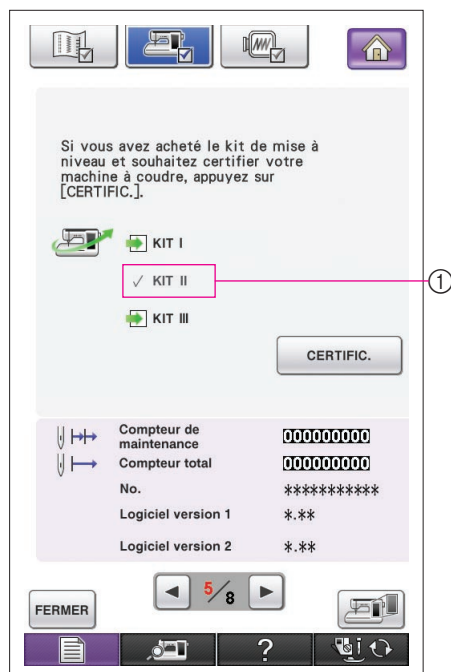 Si vous avez acheté le kit de mise à
niveau et souhaitez certifier votre
machine à coudre, appuyez sur
[CERTIFIC.].
KIT I
✓ KIT II
①
KIT III
CERTIFIC.
Compteur de
maintenance
000000000
Compteur total
000000000
No.
***********
Logiciel version 1
*.**
Logiciel version 2
*.**
FERMER
5/8
?